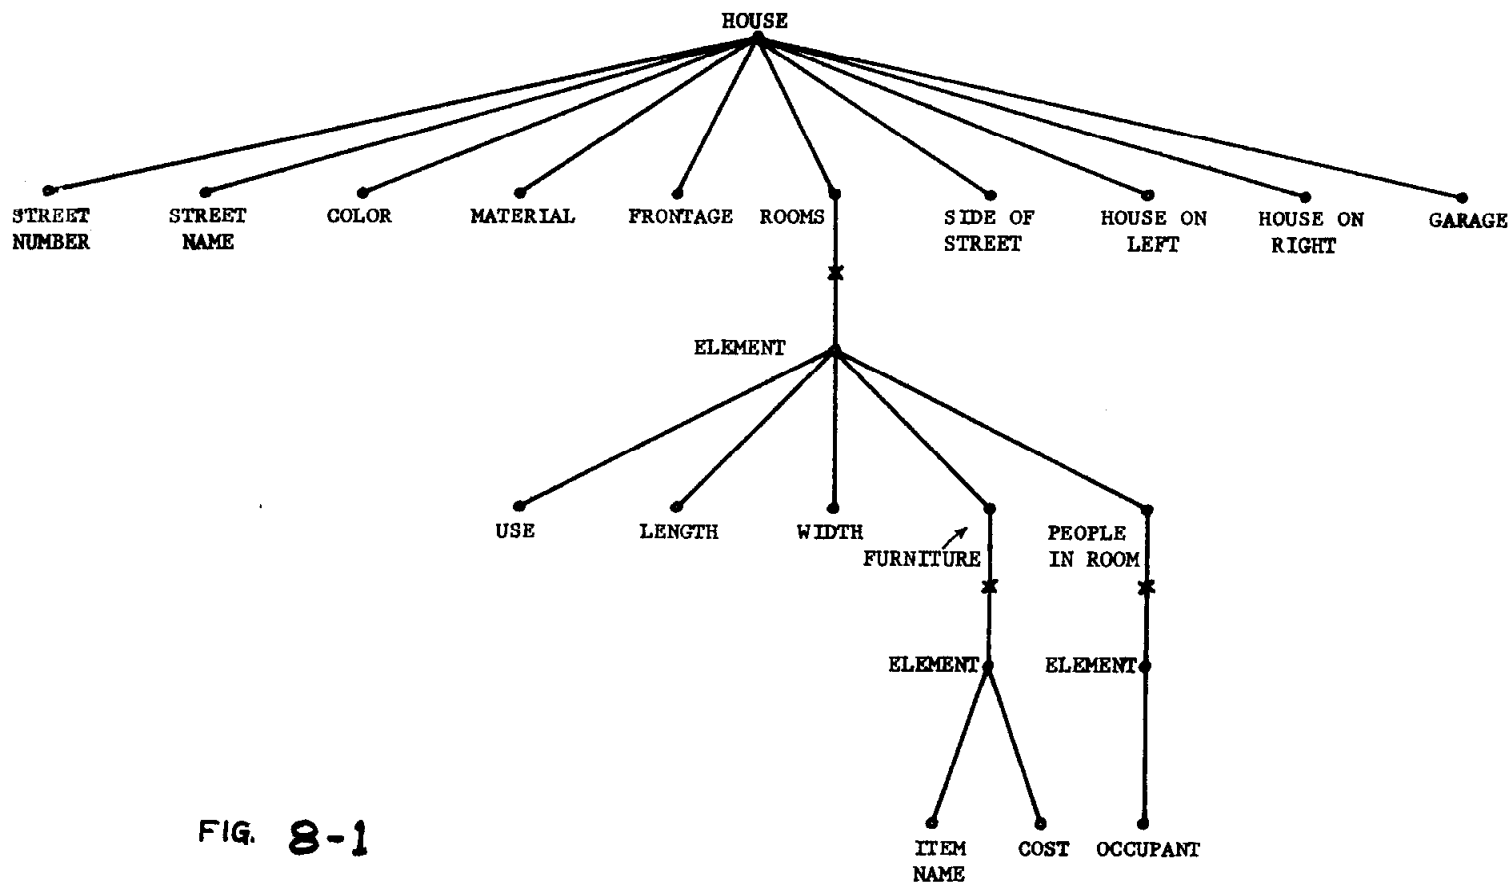 HOUSE
STREET
NUMBER
STREET
NAME
COLOR
MATERIAL
FRONTAGE
ROOMS
SIDE OF
STREET
HOUSE ON
LEFT
HOUSE ON
RIGHT
GARAGE
ELEMENT
USE
LENGTH
WIDTH
FURNITURE
PEOPLE
IN ROOM
ELEMENT
ELEMENT
ITEM
NAME
COST
OCCUPANT
FIG. 8-1